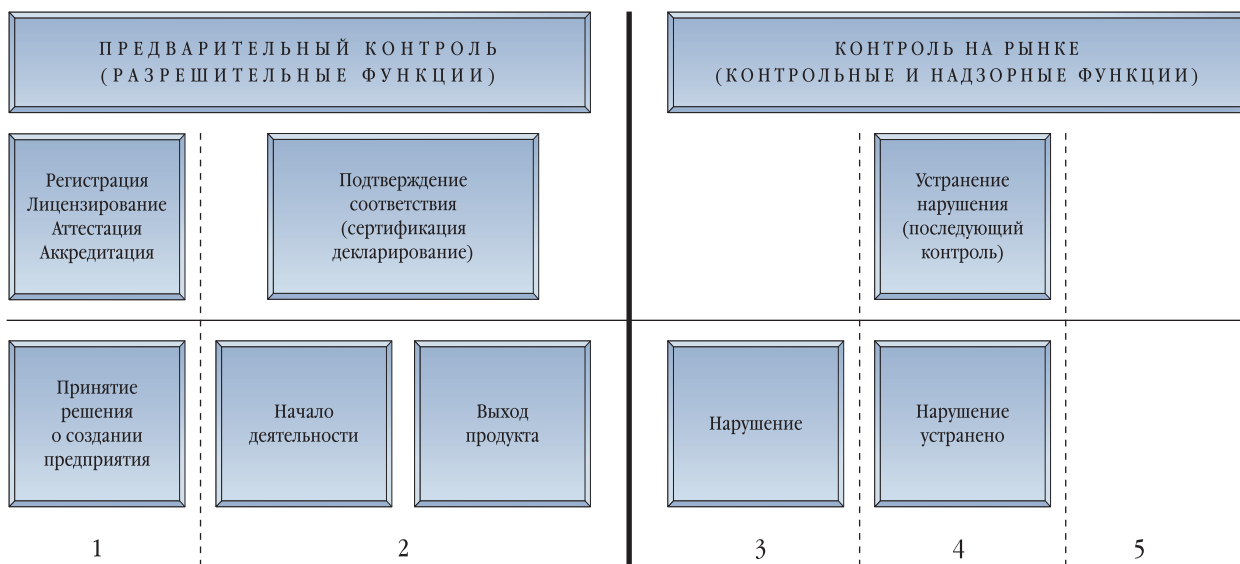 ПРЕДВАРИТЕЛЬНЫЙ КОНТРОЛЬ
(РАЗРЕШИТЕЛЬНЫЕ ФУНКЦИИ)
КОНТРОЛЬ НА РЫНКЕ
(КОНТРОЛЬНЫЕ И НАДЗОРНЫЕ ФУНКЦИИ)
Регистрация
Лицензирование
Аттестация
Аккредитация
Подтверждение
соответствия
(сертификация
декларирование)
Устранение
нарушения
(последующий
контроль)
Принятие
решения
о создании
предприятия
Начало
деятельности
Выход
продукта
Нарушение
Нарушение
устранено
1
2
3
4
5